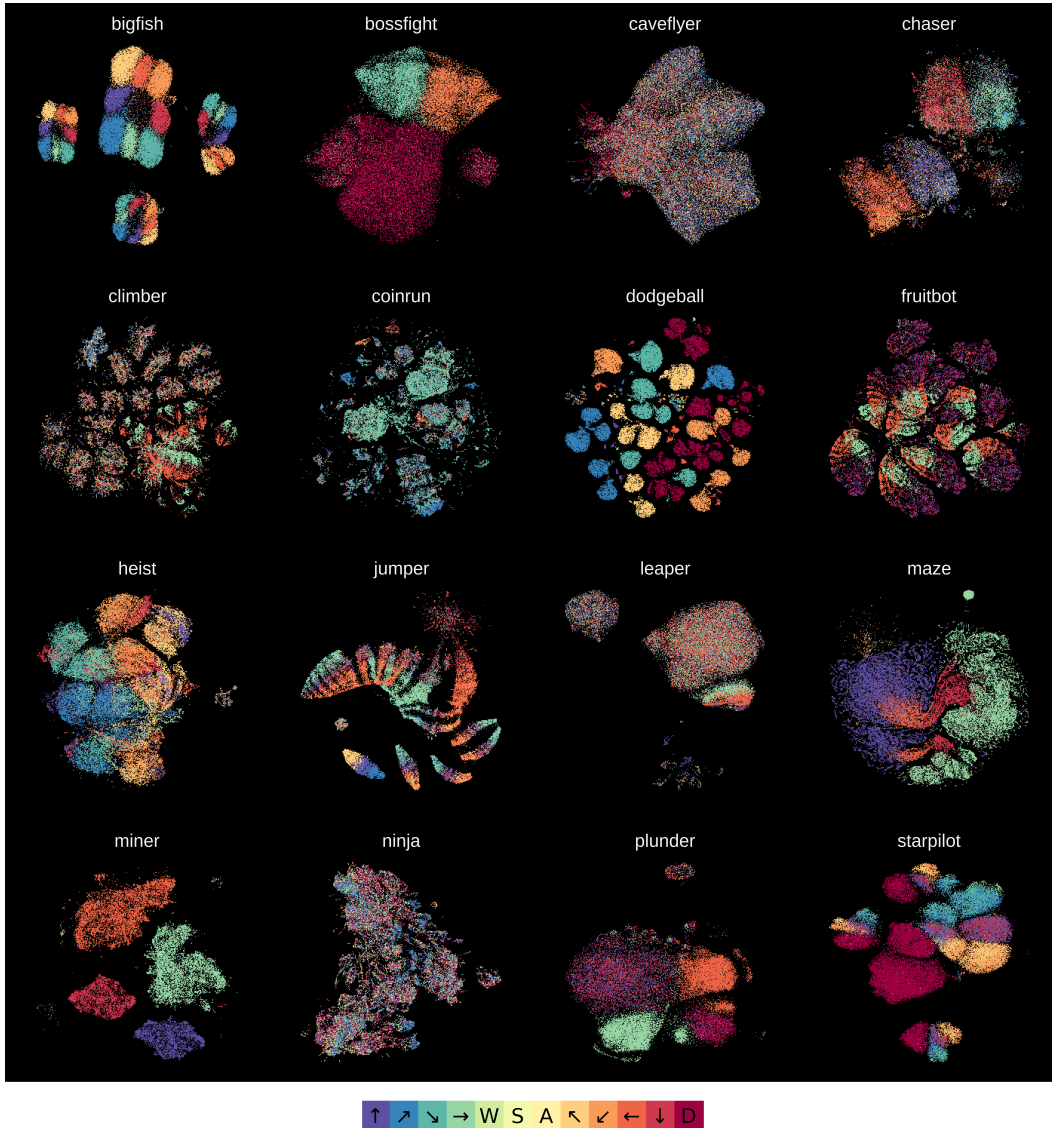 bigfish bossfight caveflyer chaser
climber coinrun dodgeball fruitbot
heist jumper leaper maze
miner ninja plunder starpilot
↑ ↗ ↘ → W S A ↖ ↙ ← ↓ D